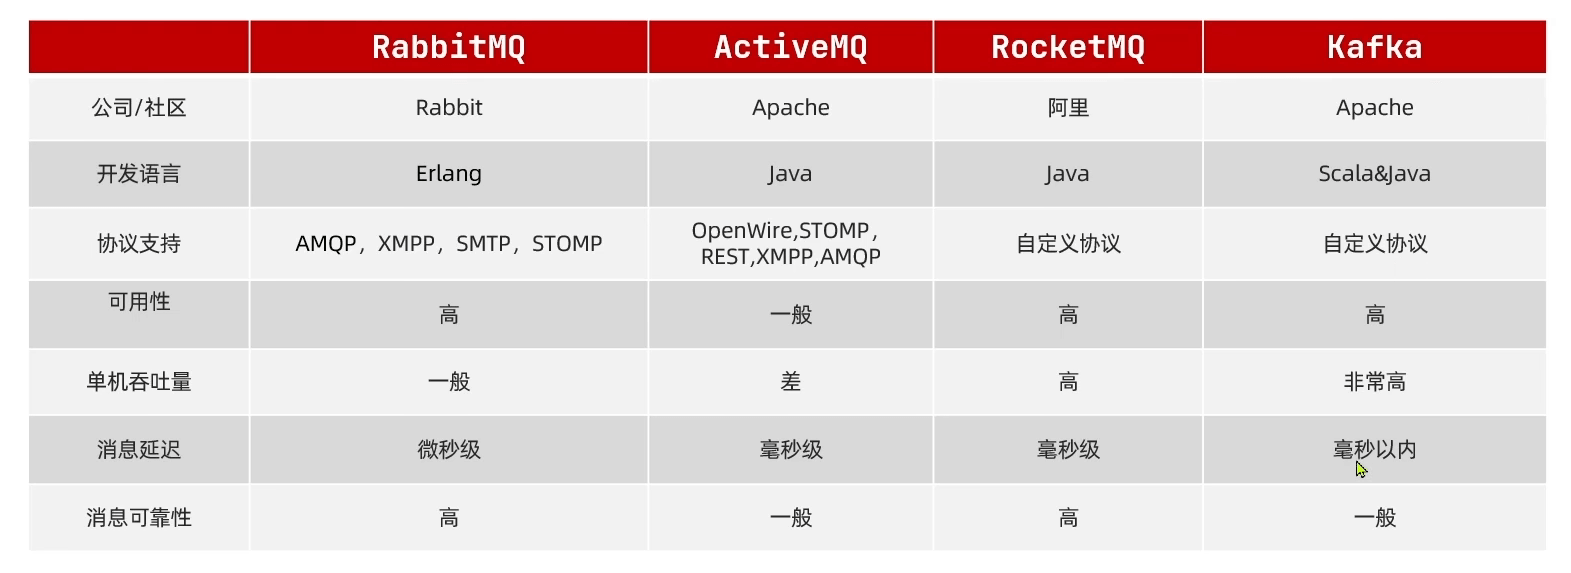 RabbitMQ ActiveMQ RocketMQ Kafka
公司/社区 Rabbit Apache 阿里 Apache
开发语言 Erlang Java Java Scala&Java
协议支持 AMQP，XMPP，SMTP，STOMP OpenWire,STOMP，
REST,XMPP,AMQP 自定义协议 自定义协议
可用性 高 一般 高 高
单机吞吐量 一般 差 高 非常高
消息延迟 微秒级 毫秒级 毫秒级 毫秒以内
消息可靠性 高 一般 高 一般